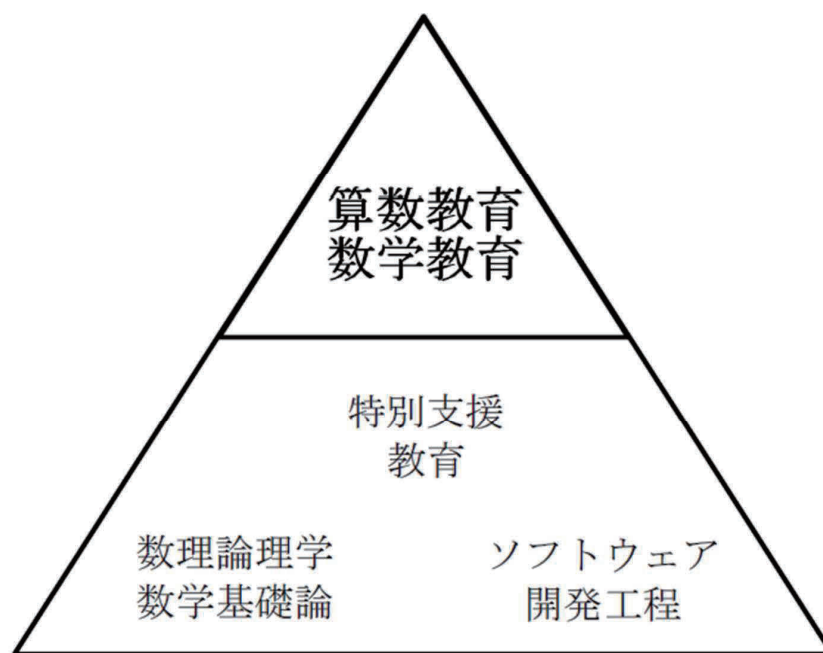 算数教育
数学教育
特別支援
教育
数理論理学
数学基礎論
ソフトウェア
開発工程